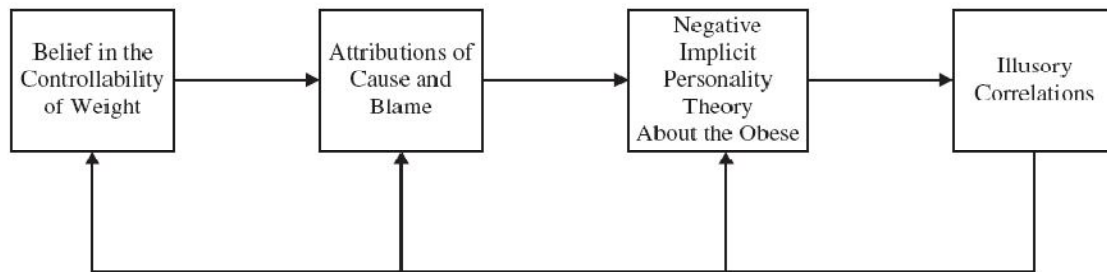 Belief in the
Controllability
of Weight
Attributions of
Cause and
Blame
Negative
Implicit
Personality
Theory
About the Obese
Illusory
Correlations